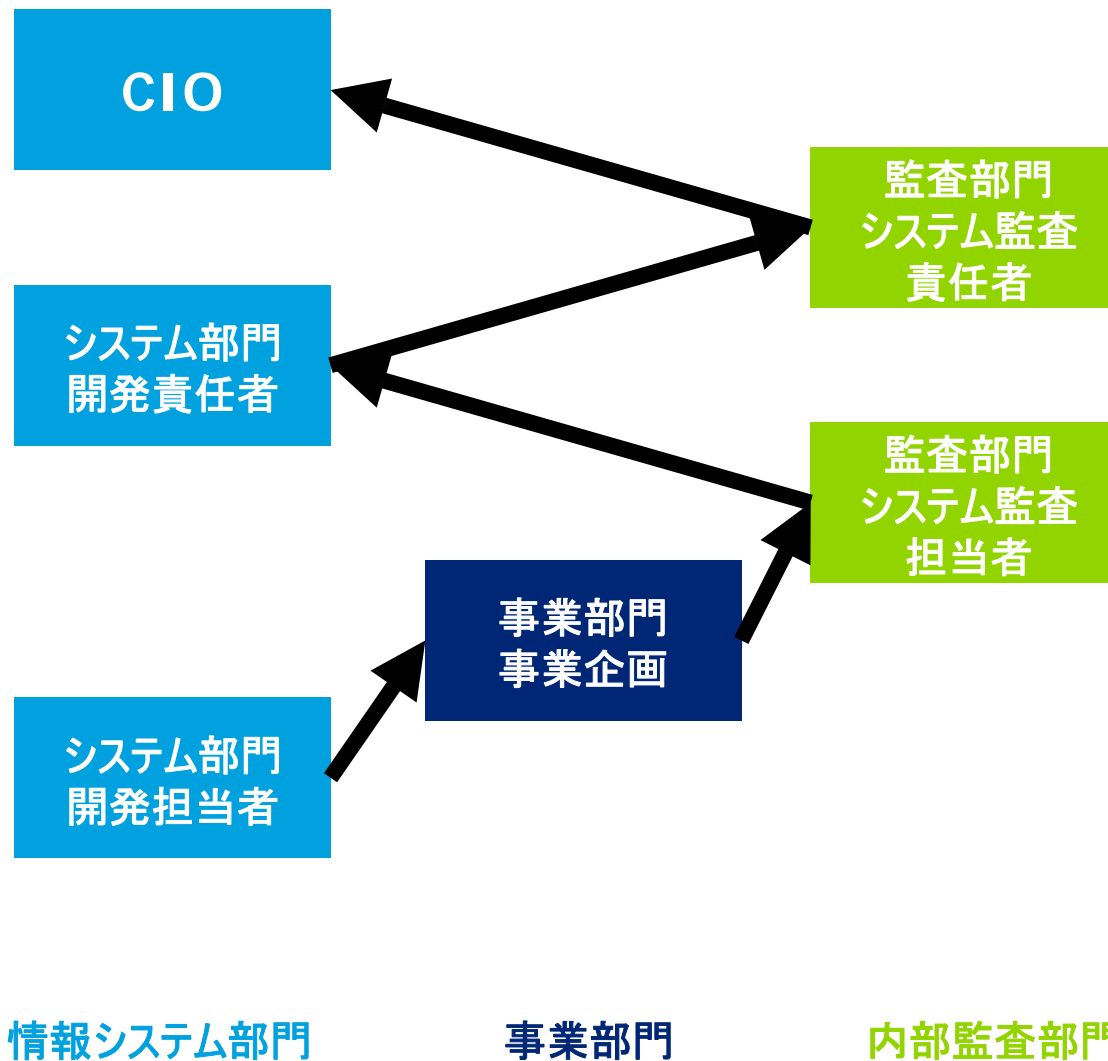 CIO
監査部門
システム監査
責任者
システム部門
開発責任者
監査部門
システム監査
担当者
事業部門
事業企画
システム部門
開発担当者
情報システム部門
事業部門
内部監査部門